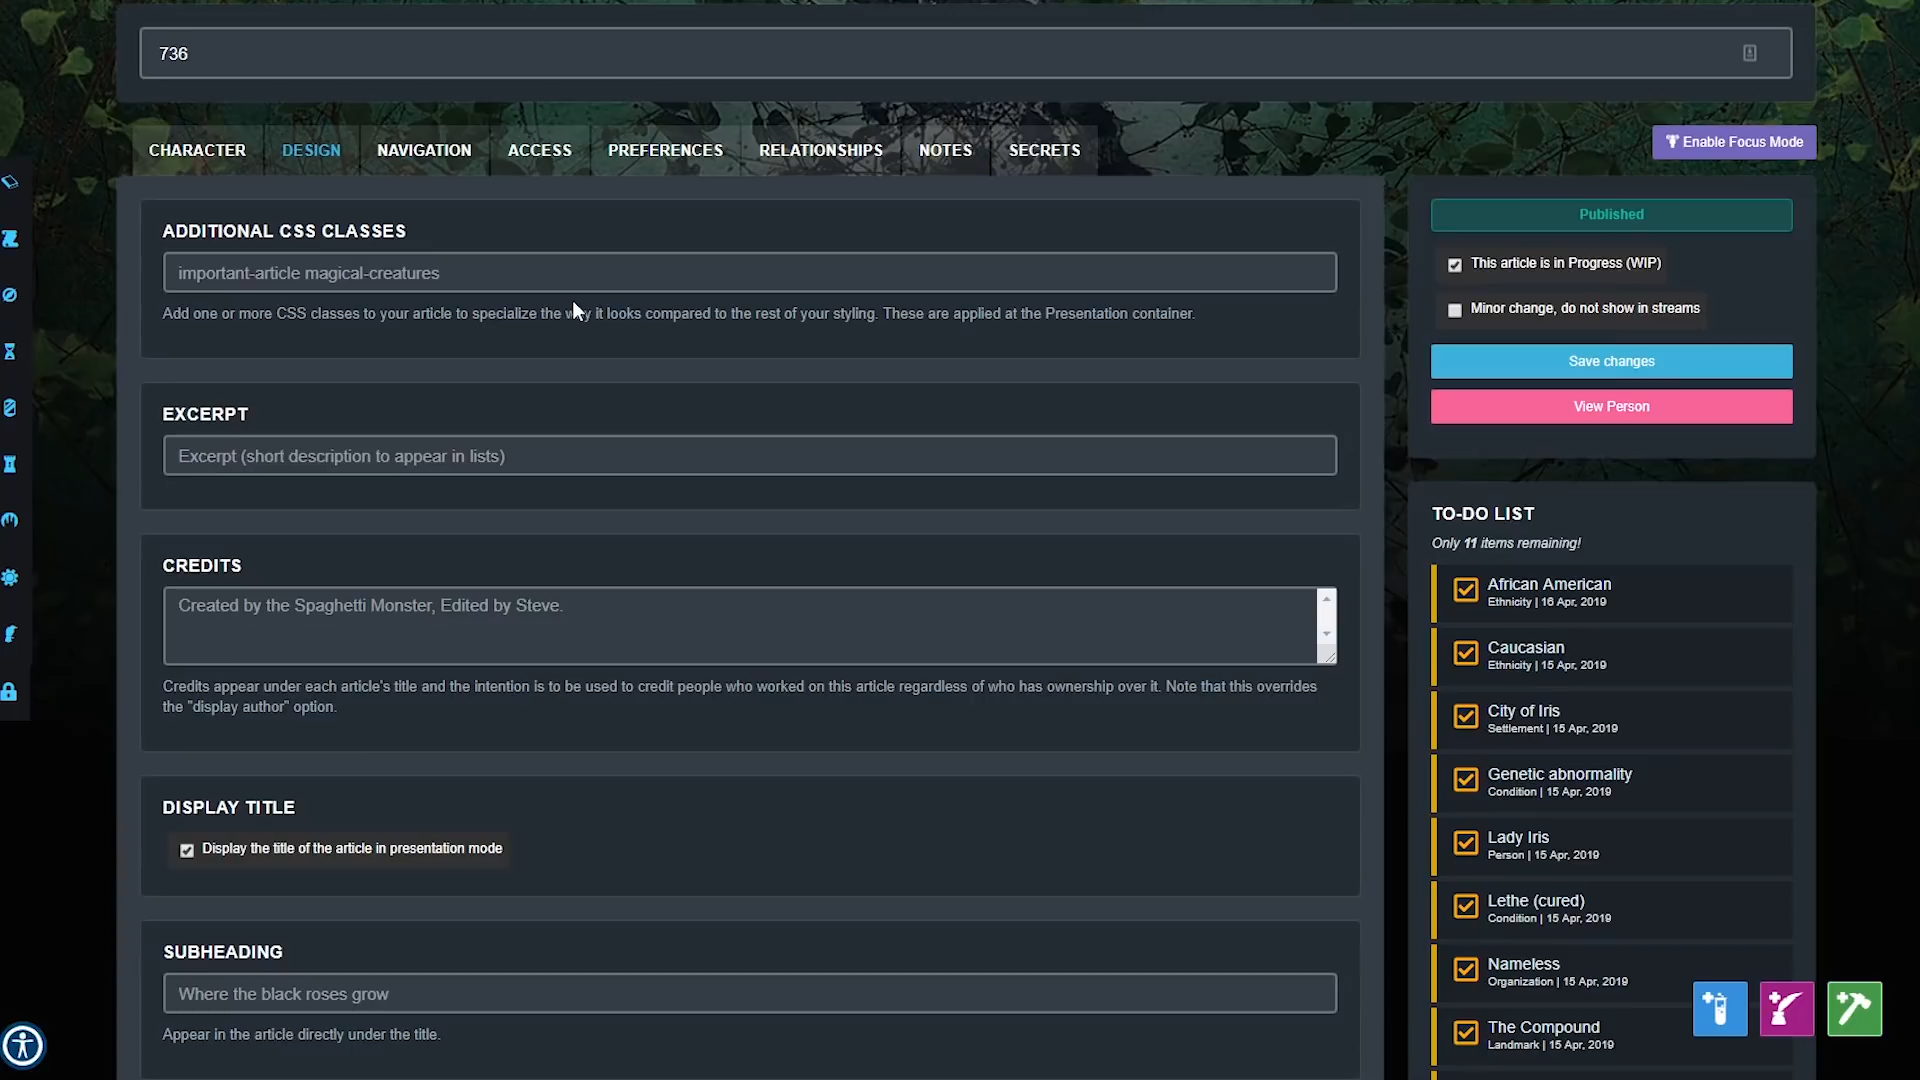 736
CHARACTER DESIGN NAVIGATION ACCESS PREFERENCES RELATIONSHIPS NOTES SECRETS
Enable Focus Mode
ADDITIONAL CSS CLASSES
important-article magical-creatures
Add one or more CSS classes to your article to specialize the way it looks compared to the rest of your styling. These are applied at the Presentation container.
EXCERPT
Excerpt (short description to appear in lists)
CREDITS
Created by the Spaghetti Monster, Edited by Steve.
Credits appear under each article's title and the intention is to be used to credit people who worked on this article regardless of who has ownership over it. Note that this overrides
the "display author" option.
DISPLAY TITLE
Display the title of the article in presentation mode
SUBHEADING
Where the black roses grow
Appear in the article directly under the title.
Published
This article is in Progress (WIP)
Minor change, do not show in streams
Save changes
View Person
TO-DO LIST
Only 11 items remaining!
African American
Ethnicity | 16 Apr, 2019
Caucasian
Ethnicity | 15 Apr, 2019
City of Iris
Settlement | 15 Apr, 2019
Genetic abnormality
Condition | 15 Apr, 2019
Lady Iris
Person | 15 Apr, 2019
Lethe (cured)
Condition | 15 Apr, 2019
Nameless
Organization | 15 Apr, 2019
The Compound
Landmark | 15 Apr, 2019